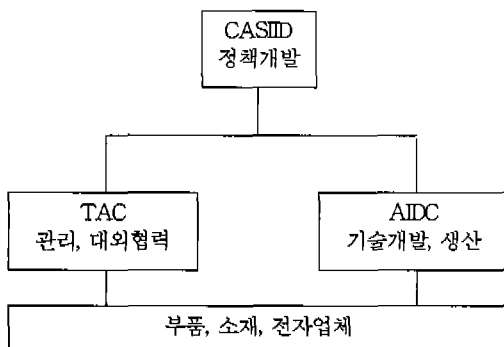 CASIID
정책개발
TAC
관리, 대외협력
AIDC
기술개발, 생산
부품, 소재, 전자업체